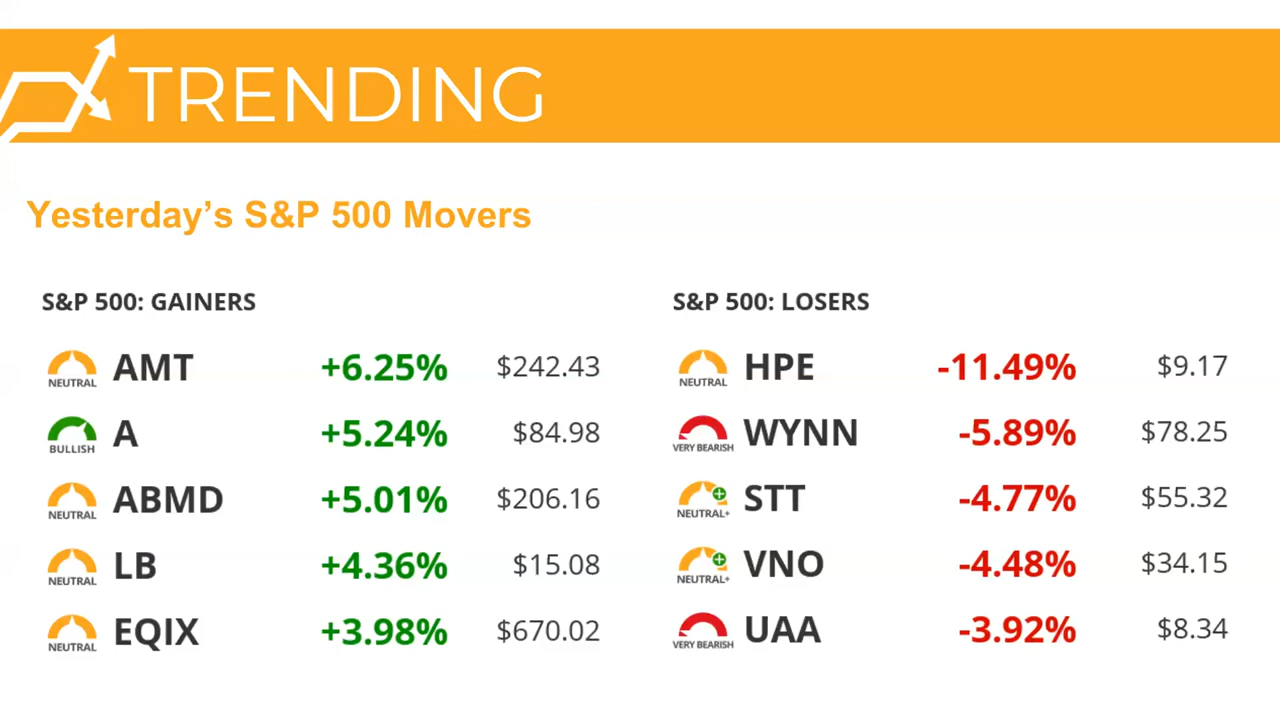 TRENDING
Yesterday’s S&P 500 Movers
S&P 500: GAINERS
NEUTRAL AMT +6.25% $242.43
BULLISH A +5.24% $84.98
NEUTRAL ABMD +5.01% $206.16
NEUTRAL LB +4.36% $15.08
NEUTRAL EQIX +3.98% $670.02
S&P 500: LOSERS
NEUTRAL HPE -11.49% $9.17
VERY BEARISH WYNN -5.89% $78.25
NEUTRAL+ STT -4.77% $55.32
NEUTRAL+ VNO -4.48% $34.15
VERY BEARISH UAA -3.92% $8.34